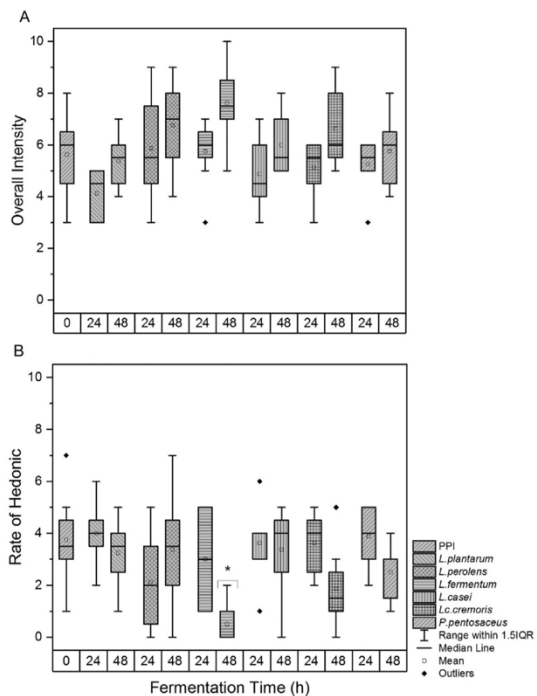 A
10
8
6
4
2
0
Overall Intensity
0 24 48 24 48 24 48 24 48 24 48 24 48
B
10
8
6
4
2
0
Rate of Hedonic
*
0 24 48 24 48 24 48 24 48 24 48 24 48
Fermentation Time (h)
PPI
L.plantarum
L.perolens
L.fermentum
L.casei
Lc.cremoris
P.pentosaceus
Range within 1.5IQR
Median Line
Mean
Outliers